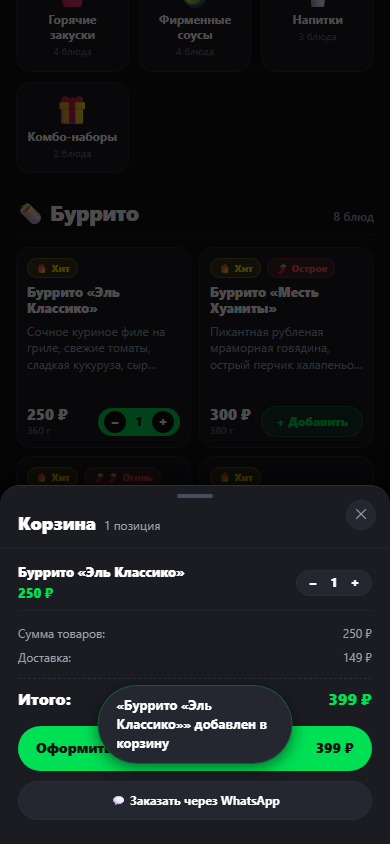 Горячие
закуски
4 блюда
Фирменные
соусы
4 блюда
Напитки
3 блюда
Комбо-наборы
2 блюда
Буррито
8 блюд
Хит
Буррито «Эль
Классико»
Сочное куриное филе на
гриле, свежие томаты,
сладкая кукуруза, сыр...
250 ₽
360 г
− 1 +
Хит Острое
Буррито «Месть
Хуаниты»
Пикантная рубленая
мраморная говядина,
острый перчик халапеньо...
300 ₽
380 г
+ Добавить
Хит Огонь
Хит
Корзина 1 позиция
Буррито «Эль Классико»
250 ₽
− 1 +
Сумма товаров: 250 ₽
Доставка: 149 ₽
Итого: 399 ₽
«Буррито «Эль
Классико»» добавлен в
корзину
399 ₽
Заказать через WhatsApp